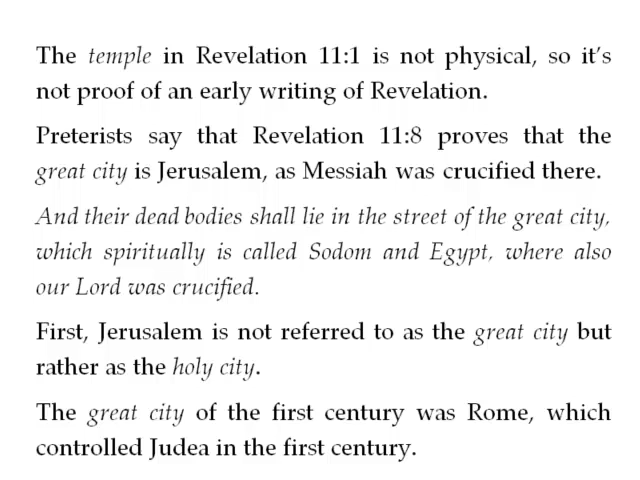 The temple in Revelation 11:1 is not physical, so it's
not proof of an early writing of Revelation.
Preterists say that Revelation 11:8 proves that the
great city is Jerusalem, as Messiah was crucified there.
And their dead bodies shall lie in the street of the great city,
which spiritually is called Sodom and Egypt, where also
our Lord was crucified.
First, Jerusalem is not referred to as the great city but
rather as the holy city.
The great city of the first century was Rome, which
controlled Judea in the first century.